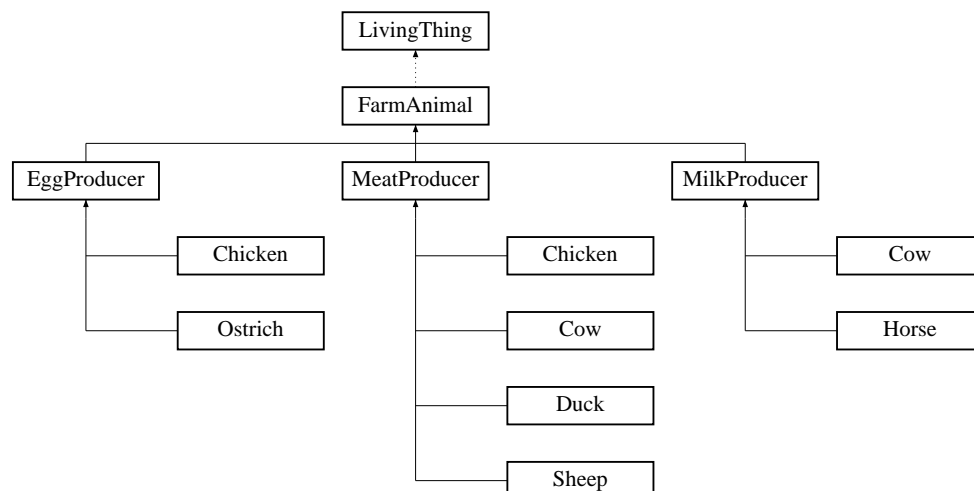 LivingThing
FarmAnimal
EggProducer
MeatProducer
MilkProducer
Chicken
Chicken
Cow
Ostrich
Cow
Horse
Duck
Sheep